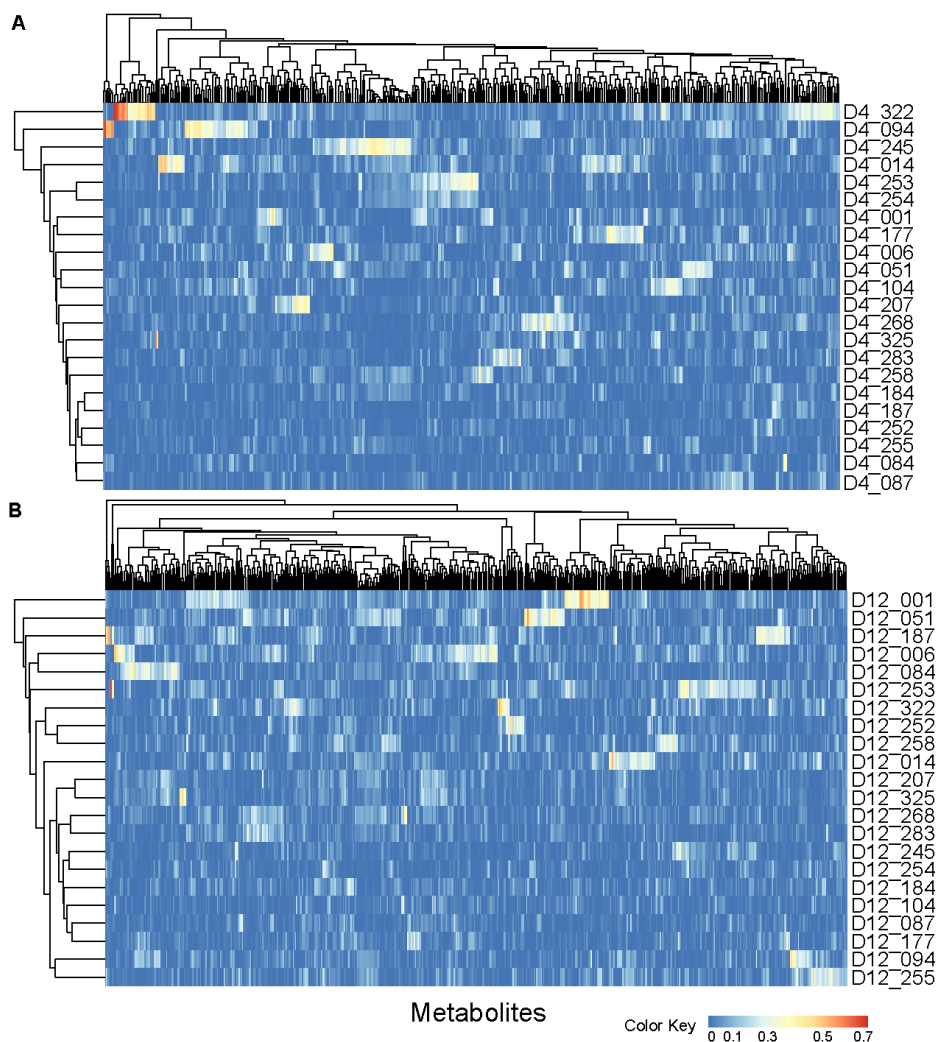 A
D4_322
D4_094
D4_245
D4_014
D4_253
D4_254
D4_001
D4_177
D4_006
D4_051
D4_104
D4_207
D4_268
D4_325
D4_283
D4_258
D4_184
D4_187
D4_252
D4_255
D4_084
D4_087
B
D12_001
D12_051
D12_187
D12_006
D12_084
D12_253
D12_322
D12_252
D12_258
D12_014
D12_207
D12_325
D12_268
D12_283
D12_245
D12_254
D12_184
D12_104
D12_087
D12_177
D12_094
D12_255
Metabolites
Color Key
0 0.1 0.3 0.5 0.7